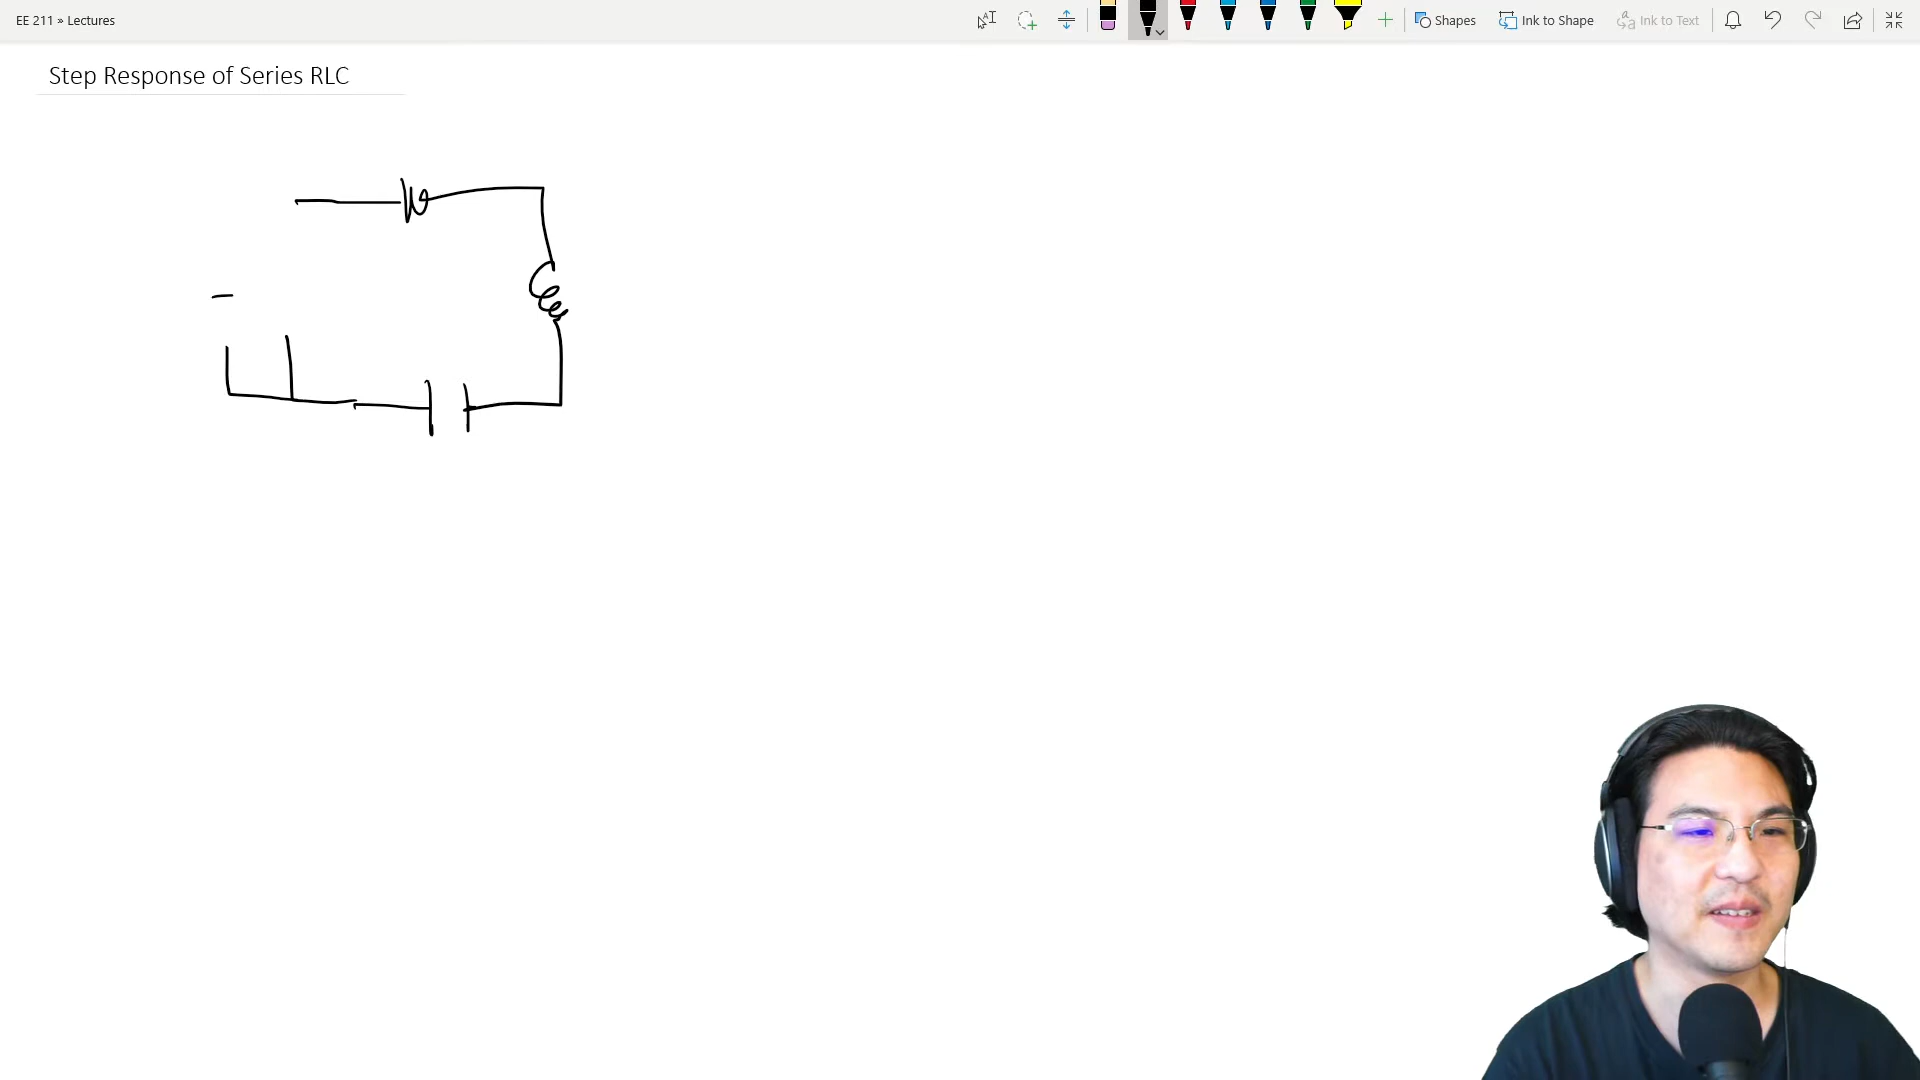 EE 211 » Lectures
Shapes
Ink to Shape
Ink to Text
Step Response of Series RLC